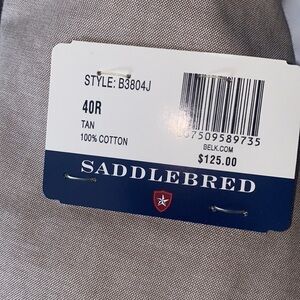 STYLE: B3804J
40R
TAN
100% COTTON
7509589735
BELK.COM
$125.00
SADDLEBRED